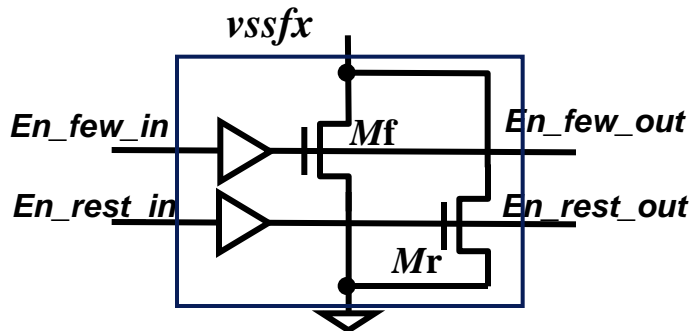 vssfx
En_few_in
Mf
En_few_out
En_rest_in
En_rest_out
Mr